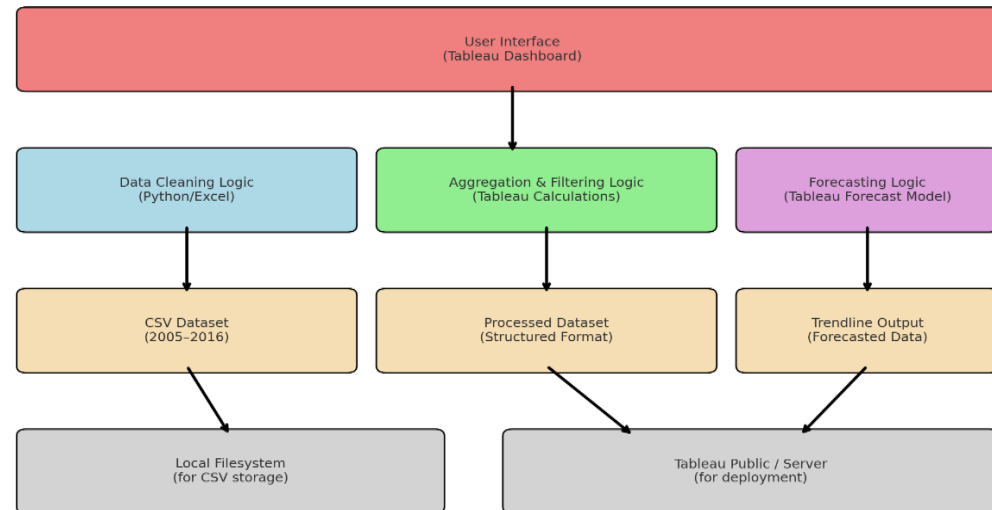 User Interface
(Tableau Dashboard)
Data Cleaning Logic
(Python/Excel)
Aggregation & Filtering Logic
(Tableau Calculations)
Forecasting Logic
(Tableau Forecast Model)
CSV Dataset
(2005–2016)
Processed Dataset
(Structured Format)
Trendline Output
(Forecasted Data)
Local Filesystem
(for CSV storage)
Tableau Public / Server
(for deployment)